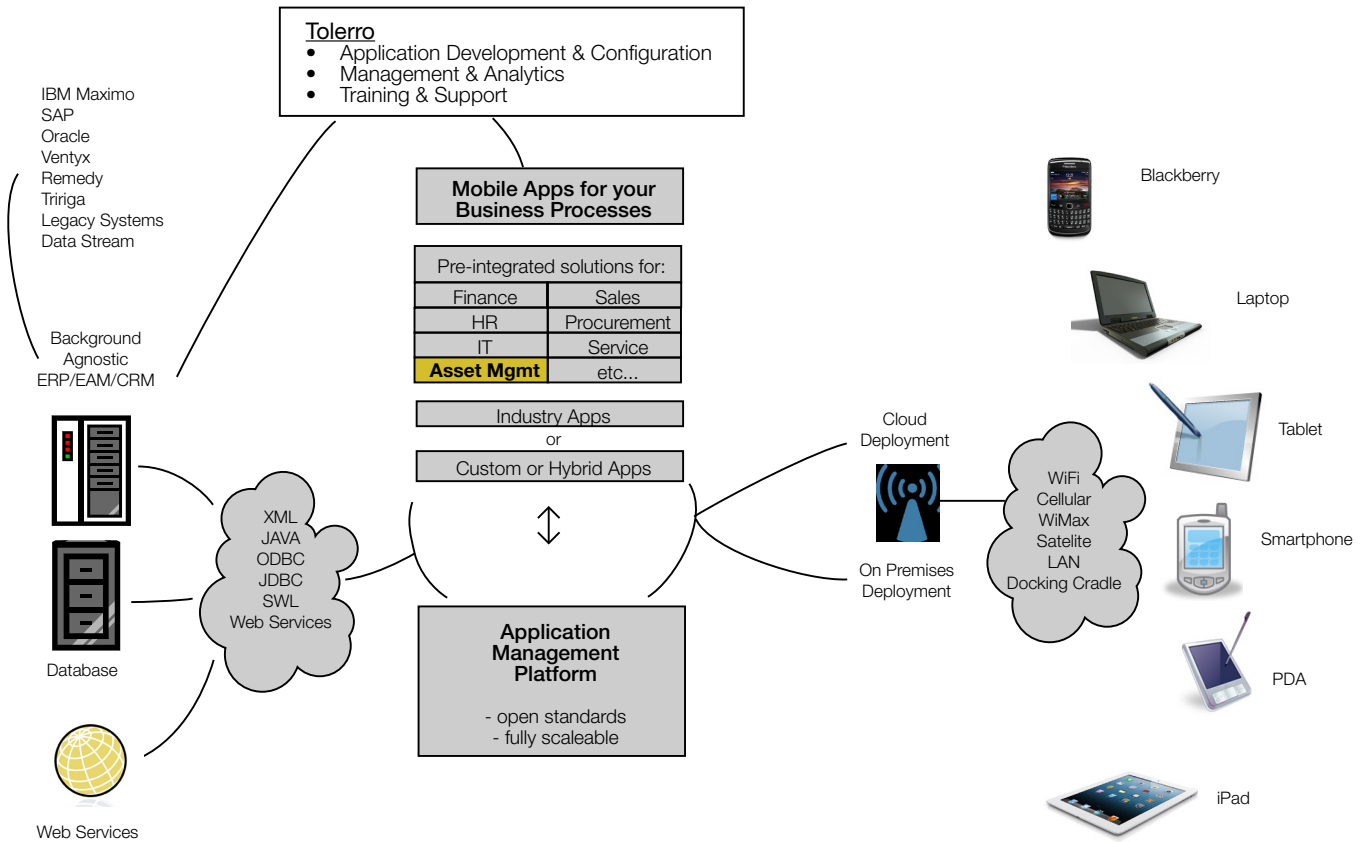 Tolerro
• Application Development & Configuration
• Management & Analytics
• Training & Support
IBM Maximo
SAP
Oracle
Ventyx
Remedy
Tririga
Legacy Systems
Data Stream
Background
Agnostic
ERP/EAM/CRM
Database
Web Services
XML
JAVA
ODBC
JDBC
SWL
Web Services
Mobile Apps for your
Business Processes
Pre-integrated solutions for:
Finance
Sales
HR
Procurement
IT
Service
Asset Mgmt
etc...
Industry Apps
or
Custom or Hybrid Apps
Application
Management
Platform
- open standards
- fully scaleable
Cloud
Deployment
On Premises
Deployment
WiFi
Cellular
WiMax
Satelite
LAN
Docking Cradle
Blackberry
Laptop
Tablet
Smartphone
PDA
iPad